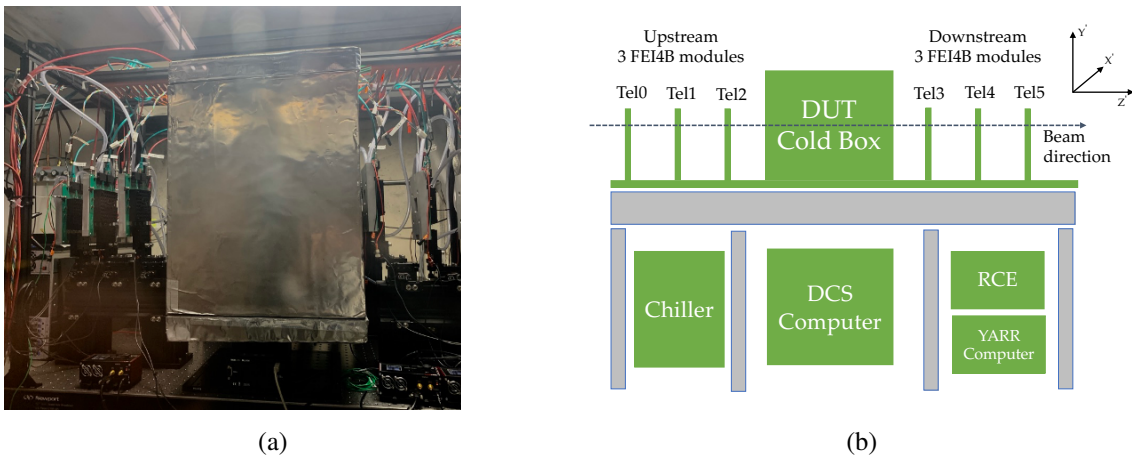 Newport
Upstream
3 FEI4B modules
Downstream
3 FEI4B modules
Y'
X'
Z'
Tel0
Tel1
Tel2
DUT
Cold Box
Tel3
Tel4
Tel5
Beam
direction
Chiller
DCS
Computer
RCE
YARR
Computer
(a)
(b)